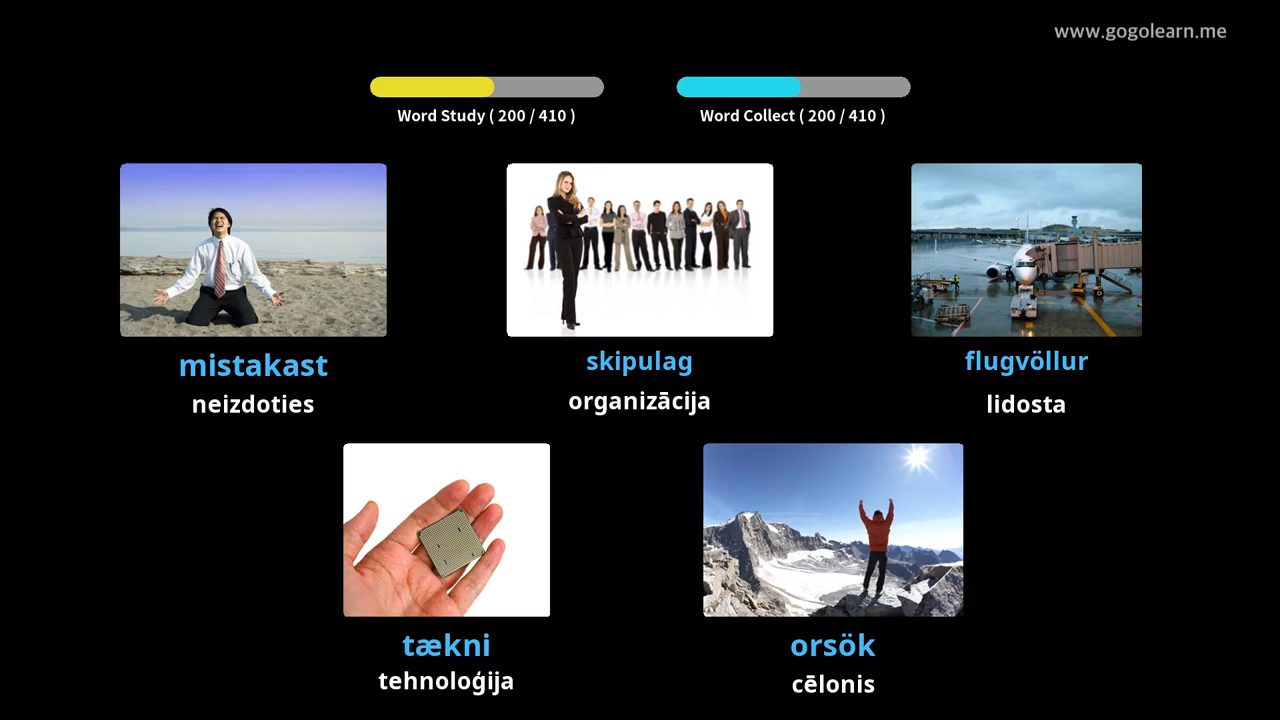 www.gogolearn.me
Word Study ( 200 / 410 )
Word Collect ( 200 / 410 )
mistakast
neizdoties
skipulag
organizācija
flugvöllur
lidosta
tækni
tehnoloģija
orsök
cēlonis